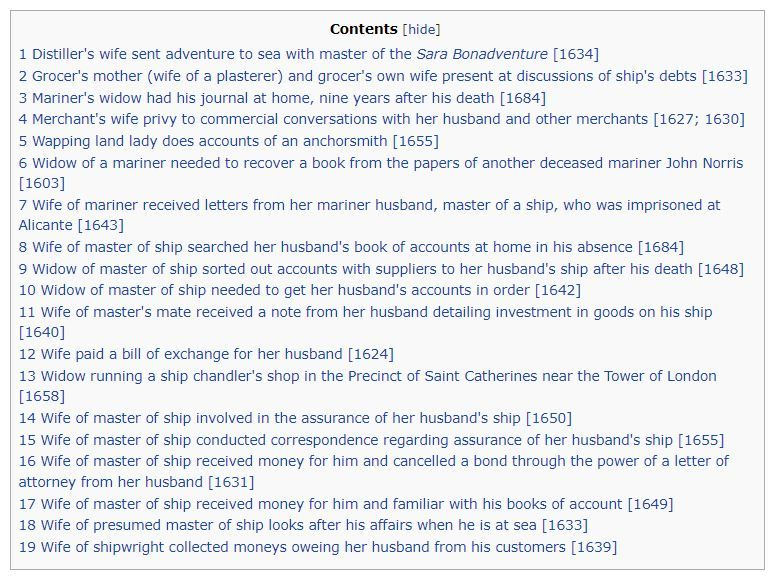 Contents [hide]
1 Distiller's wife sent adventure to sea with master of the Sara Bonadventure [1634]
2 Grocer's mother (wife of a plasterer) and grocer's own wife present at discussions of ship's debts [1633]
3 Mariner's widow had his journal at home, nine years after his death [1684]
4 Merchant's wife privy to commercial conversations with her husband and other merchants [1627; 1630]
5 Wapping land lady does accounts of an anchorsmith [1655]
6 Widow of a mariner needed to recover a book from the papers of another deceased mariner John Norris
[1603]
7 Wife of mariner received letters from her mariner husband, master of a ship, who was imprisoned at
Alicante [1643]
8 Wife of master of ship searched her husband's book of accounts at home in his absence [1684]
9 Widow of master of ship sorted out accounts with suppliers to her husband's ship after his death [1648]
10 Widow of master of ship needed to get her husband's accounts in order [1642]
11 Wife of master's mate received a note from her husband detailing investment in goods on his ship
[1640]
12 Wife paid a bill of exchange for her husband [1624]
13 Widow running a ship chandler's shop in the Precinct of Saint Catherines near the Tower of London
[1658]
14 Wife of master of ship involved in the assurance of her husband's ship [1650]
15 Wife of master of ship conducted correspondence regarding assurance of her husband's ship [1655]
16 Wife of master of ship received money for him and cancelled a bond through the power of a letter of
attorney from her husband [1631]
17 Wife of master of ship received money for him and familiar with his books of account [1649]
18 Wife of presumed master of ship looks after his affairs when he is at sea [1633]
19 Wife of shipwright collected moneys oweing her husband from his customers [1639]